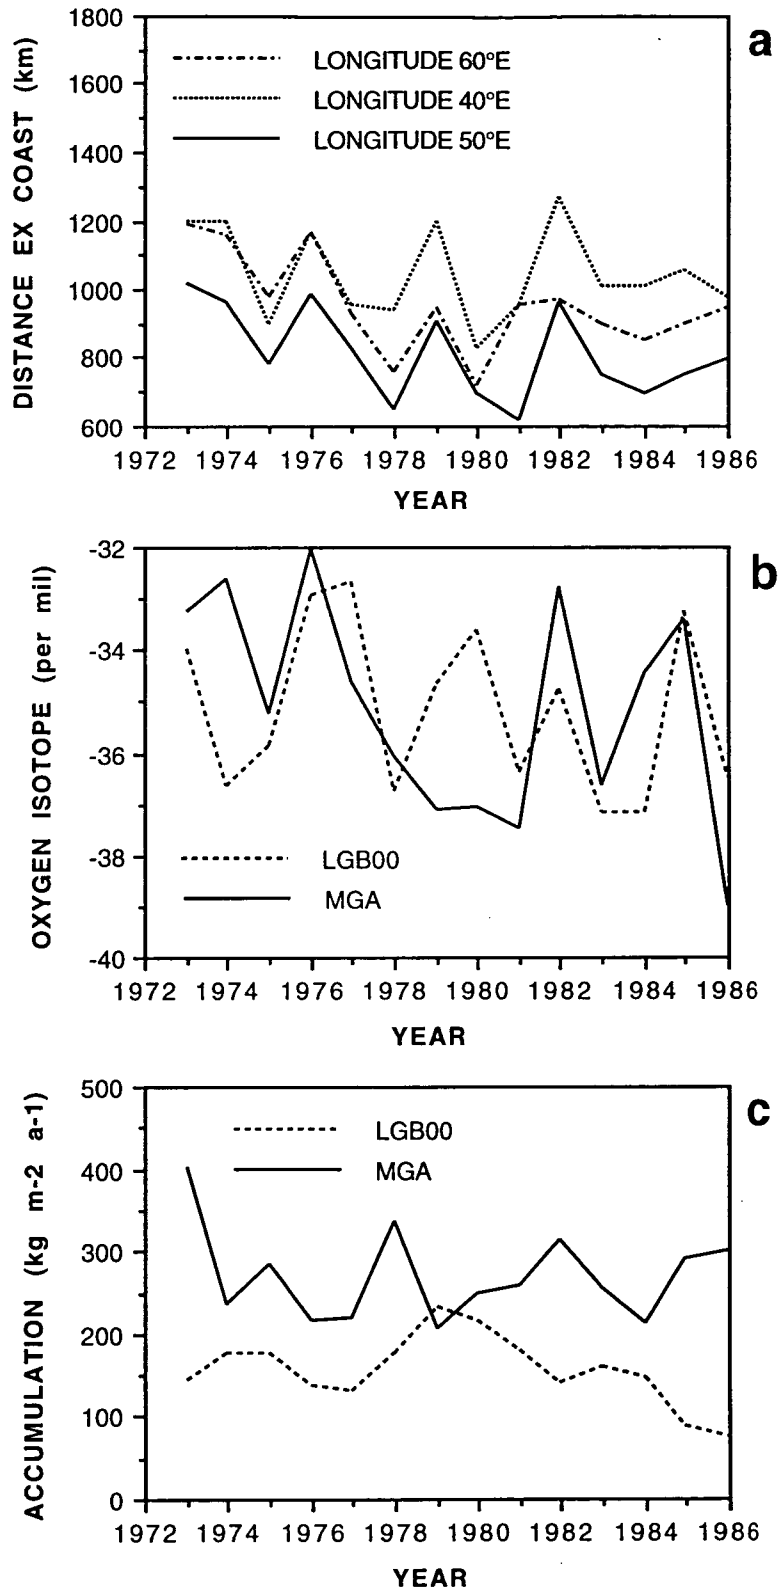 a
DISTANCE EX COAST (km)
1800
1600
1400
1200
1000
800
600
LONGITUDE 60°E
LONGITUDE 40°E
LONGITUDE 50°E
1972 1974 1976 1978 1980 1982 1984 1986
YEAR
b
OXYGEN ISOTOPE (per mil)
-32
-34
-36
-38
-40
LGB00
MGA
1972 1974 1976 1978 1980 1982 1984 1986
YEAR
c
ACCUMULATION (kg m-2 a-1)
500
400
300
200
100
0
LGB00
MGA
1972 1974 1976 1978 1980 1982 1984 1986
YEAR